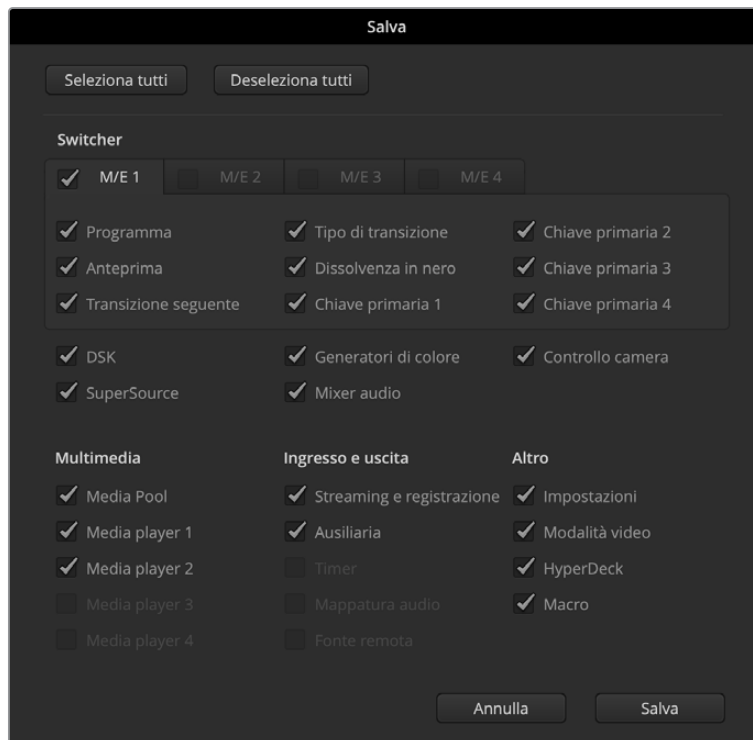 Salva
Seleziona tutti Deseleziona tutti
Switcher
M/E 1 M/E 2 M/E 3 M/E 4
Programma Tipo di transizione Chiave primaria 2
Anteprima Dissolvenza in nero Chiave primaria 3
Transizione seguente Chiave primaria 1 Chiave primaria 4
DSK Generatori di colore Controllo camera
SuperSource Mixer audio
Multimedia Ingresso e uscita Altro
Media Pool Streaming e registrazione Impostazioni
Media player 1 Ausiliaria Modalità video
Media player 2 Timer HyperDeck
Media player 3 Mappatura audio Macro
Media player 4 Fonte remota
Annulla Salva